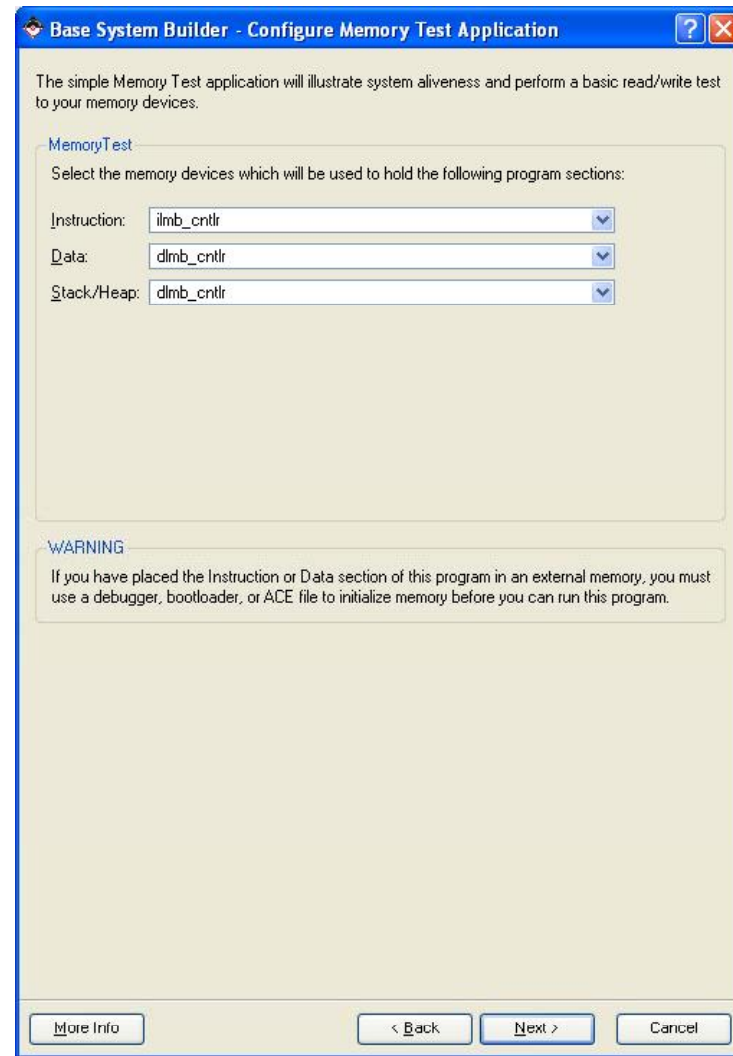 Base System Builder - Configure Memory Test Application
The simple Memory Test application will illustrate system aliveness and perform a basic read/write test
to your memory devices.
MemoryTest
Select the memory devices which will be used to hold the following program sections:
Instruction: ilmb_cntlr
Data: dlmb_cntlr
Stack/Heap: dlmb_cntlr
WARNING
If you have placed the Instruction or Data section of this program in an external memory, you must
use a debugger, bootloader, or ACE file to initialize memory before you can run this program.
More Info < Back Next > Cancel